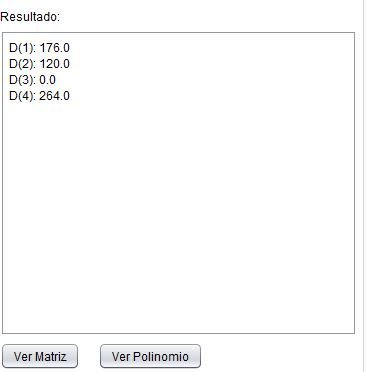 Resultado:
D(1): 176.0
D(2): 120.0
D(3): 0.0
D(4): 264.0
Ver Matriz
Ver Polinomio